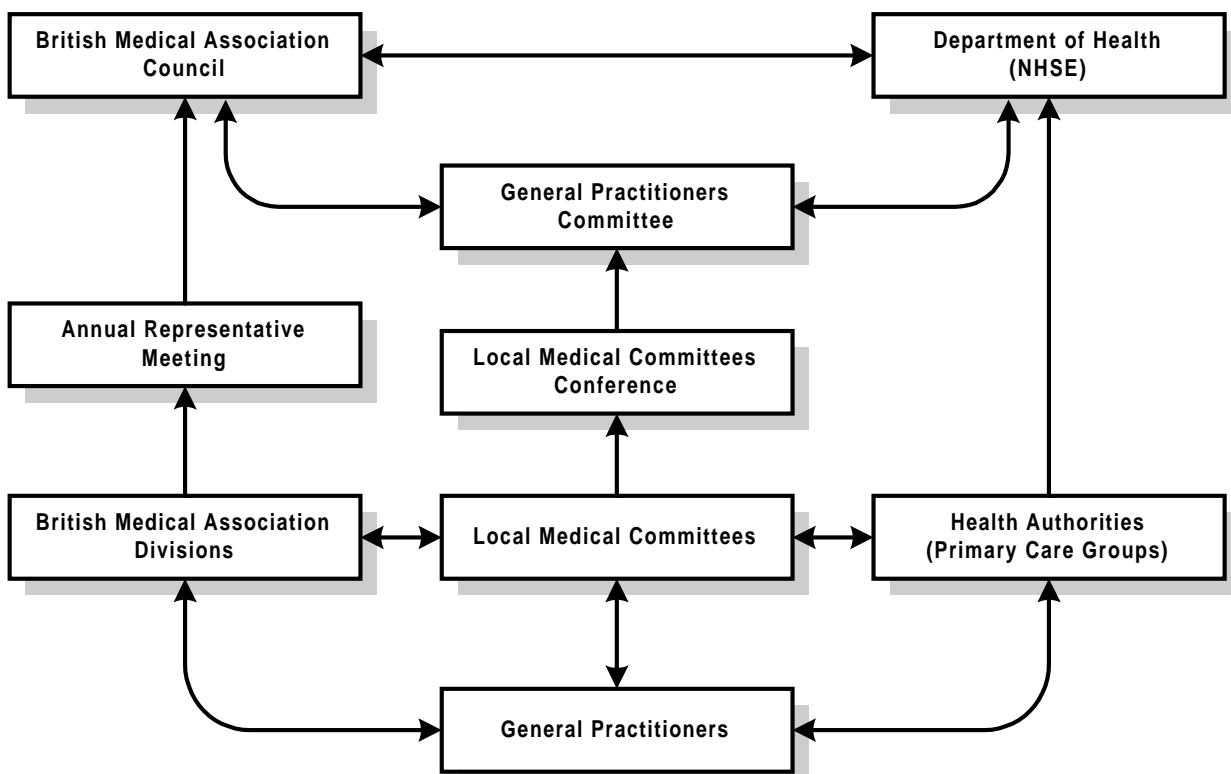 British Medical Association
Council
Department of Health
(NHSE)
General Practitioners
Committee
Annual Representative
Meeting
Local Medical Committees
Conference
British Medical Association
Divisions
Local Medical Committees
Health Authorities
(Primary Care Groups)
General Practitioners